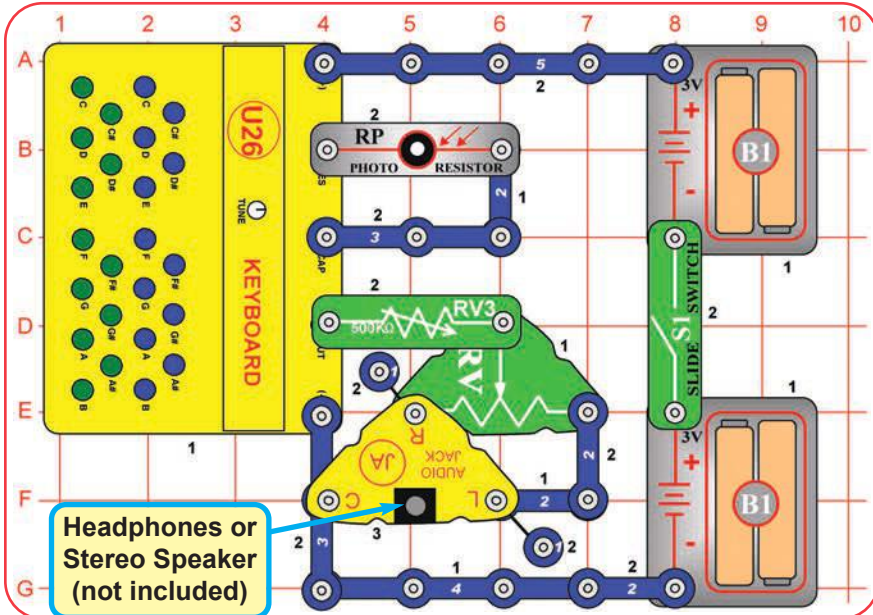 1 2 3 4 5 6 7 8 9 10
A
B
C
D
E
F
G
C
C#
D
D#
E
F
F#
G
G#
A
A#
B
C
C#
D
D#
E
F
F#
G
G#
A
A#
B
U26
TUNE
KEYBOARD
1
CAP
5
2
2
RP
PHOTO RESISTOR
2
1
2
3
2
RV3
500KΩ
RV
1
1
2
R
JA
AUDIO
JACK
C
L
3
2
3
1
2
2
2
1
2
1
4
2
2
3V
+
-
B1
1
S1
SLIDE SWITCH
2
1
3V
+
-
B1
Headphones or
Stereo Speaker
(not included)